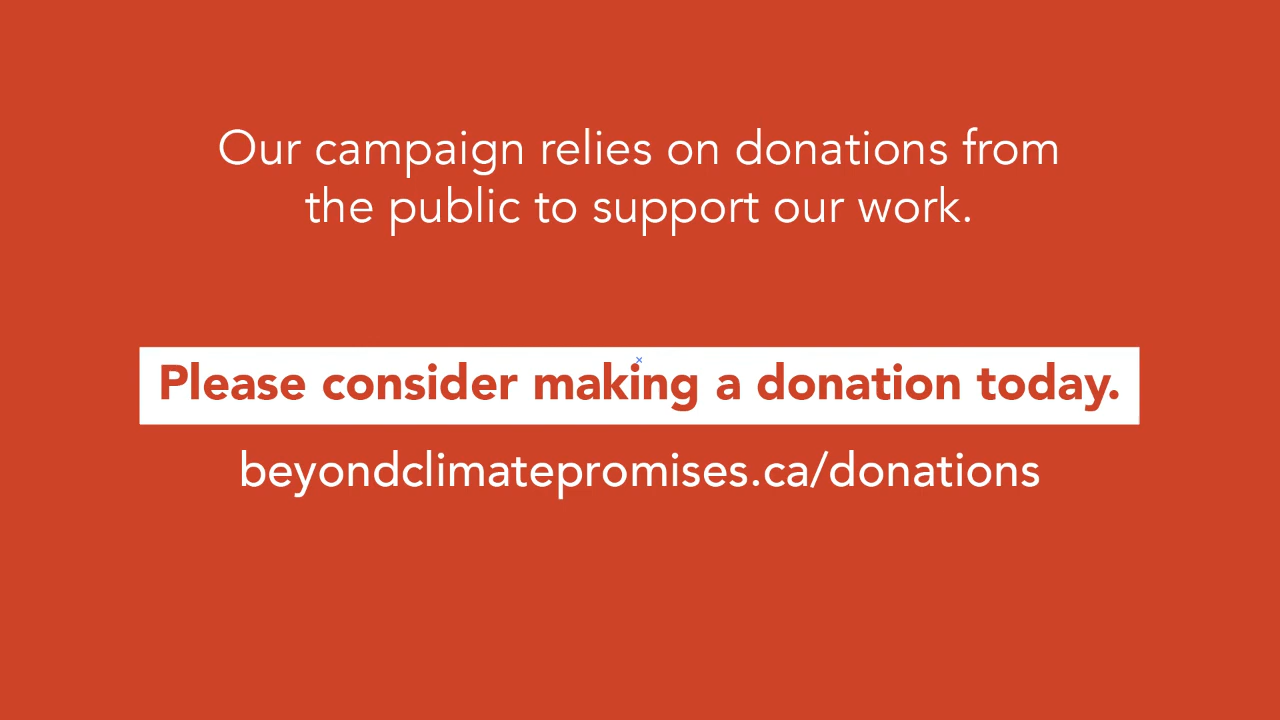 Our campaign relies on donations from
the public to support our work.
Please consider making a donation today.
beyondclimatepromises.ca/donations